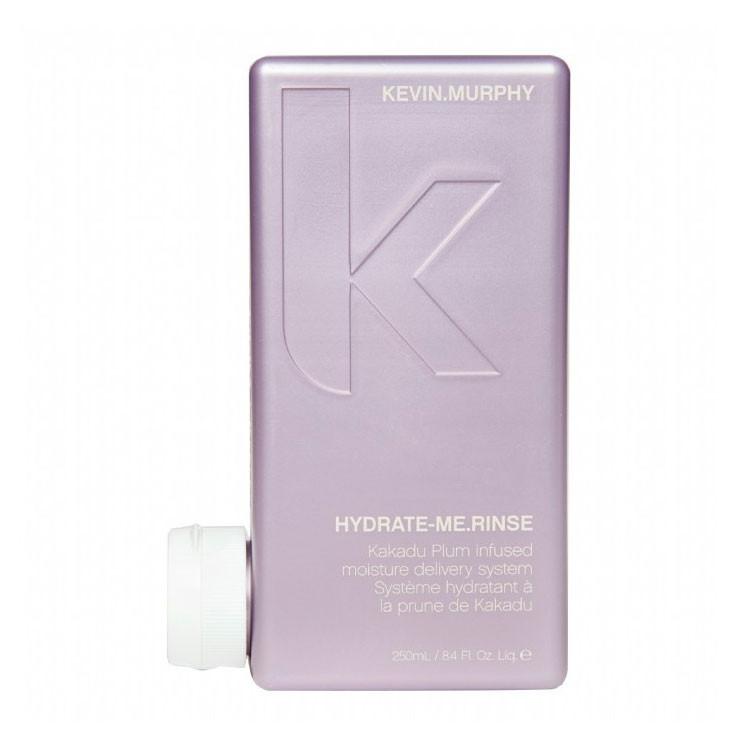 KEVIN.MURPHY
HYDRATE-ME.RINSE
Kakadu Plum infused
moisture delivery system
Système hydratant à
la prune de Kakadu
250mL / 8.4 Fl. Oz. Liq. ℮